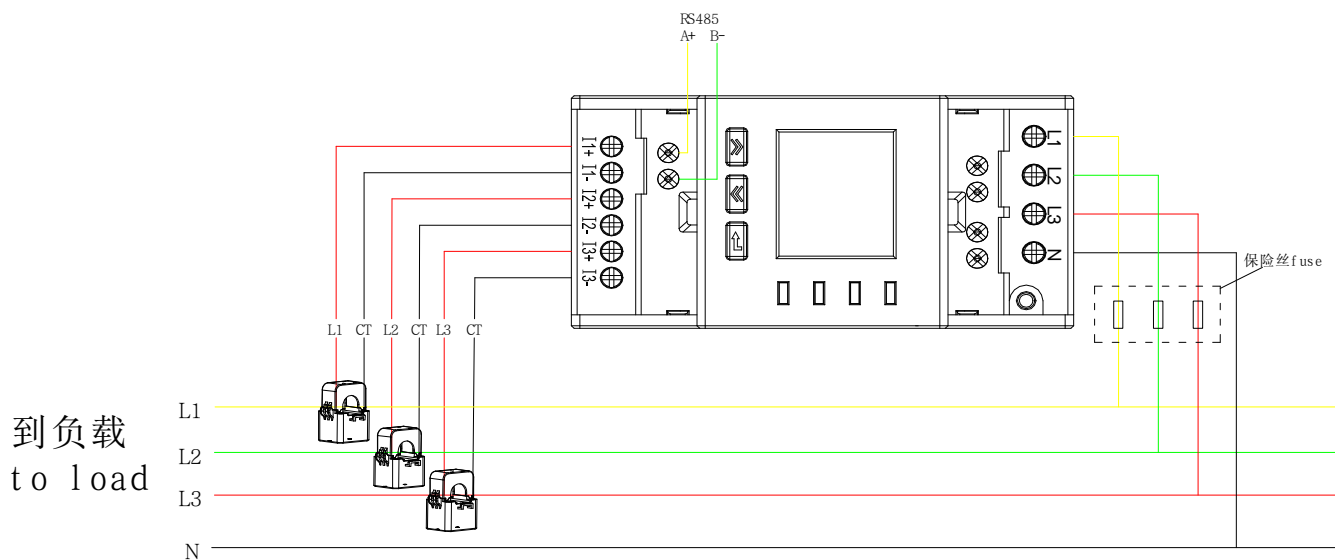 RS485
A+ B-
I1+
I1-
I2+
I2-
I3+
I3-
L1
L2
L3
N
保险丝fuse
L1 CT L2 CT L3 CT
到负载
to load
L1
L2
L3
N